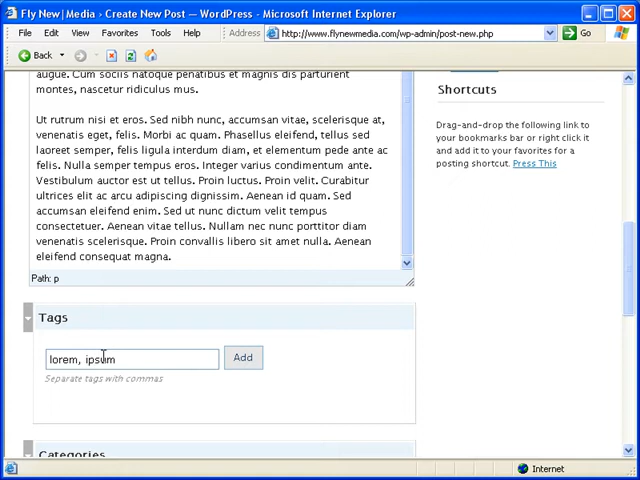 Fly New|Media › Create New Post — WordPress - Microsoft Internet Explorer
File Edit View Favorites Tools Help Address http://www.flynewmedia.com/wp-admin/post-new.php Go
Back
augue. Cum sociis natoque penatibus et magnis dis parturient
montes, nascetur ridiculus mus.
Ut rutrum nisi et eros. Sed nibh nunc, accumsan vitae, scelerisque at,
venenatis eget, felis. Morbi ac quam. Phasellus eleifend, tellus sed
laoreet semper, felis ligula interdum diam, et elementum pede ante ac
felis. Nulla semper tempus eros. Integer varius condimentum ante.
Vestibulum auctor est ut tellus. Proin luctus. Proin velit. Curabitur
ultrices elit ac arcu adipiscing dignissim. Aenean id quam. Sed
accumsan eleifend enim. Sed ut nunc dictum velit tempus
consectetuer. Aenean vitae tellus. Nullam nec nunc porttitor diam
venenatis scelerisque. Proin convallis libero sit amet nulla. Aenean
eleifend consequat magna.
Path: p
Shortcuts
Drag-and-drop the following link to
your bookmarks bar or right click it
and add it to your favorites for a
posting shortcut. Press This
Tags
lorem, ipsum
Add
Separate tags with commas
Categories
Internet